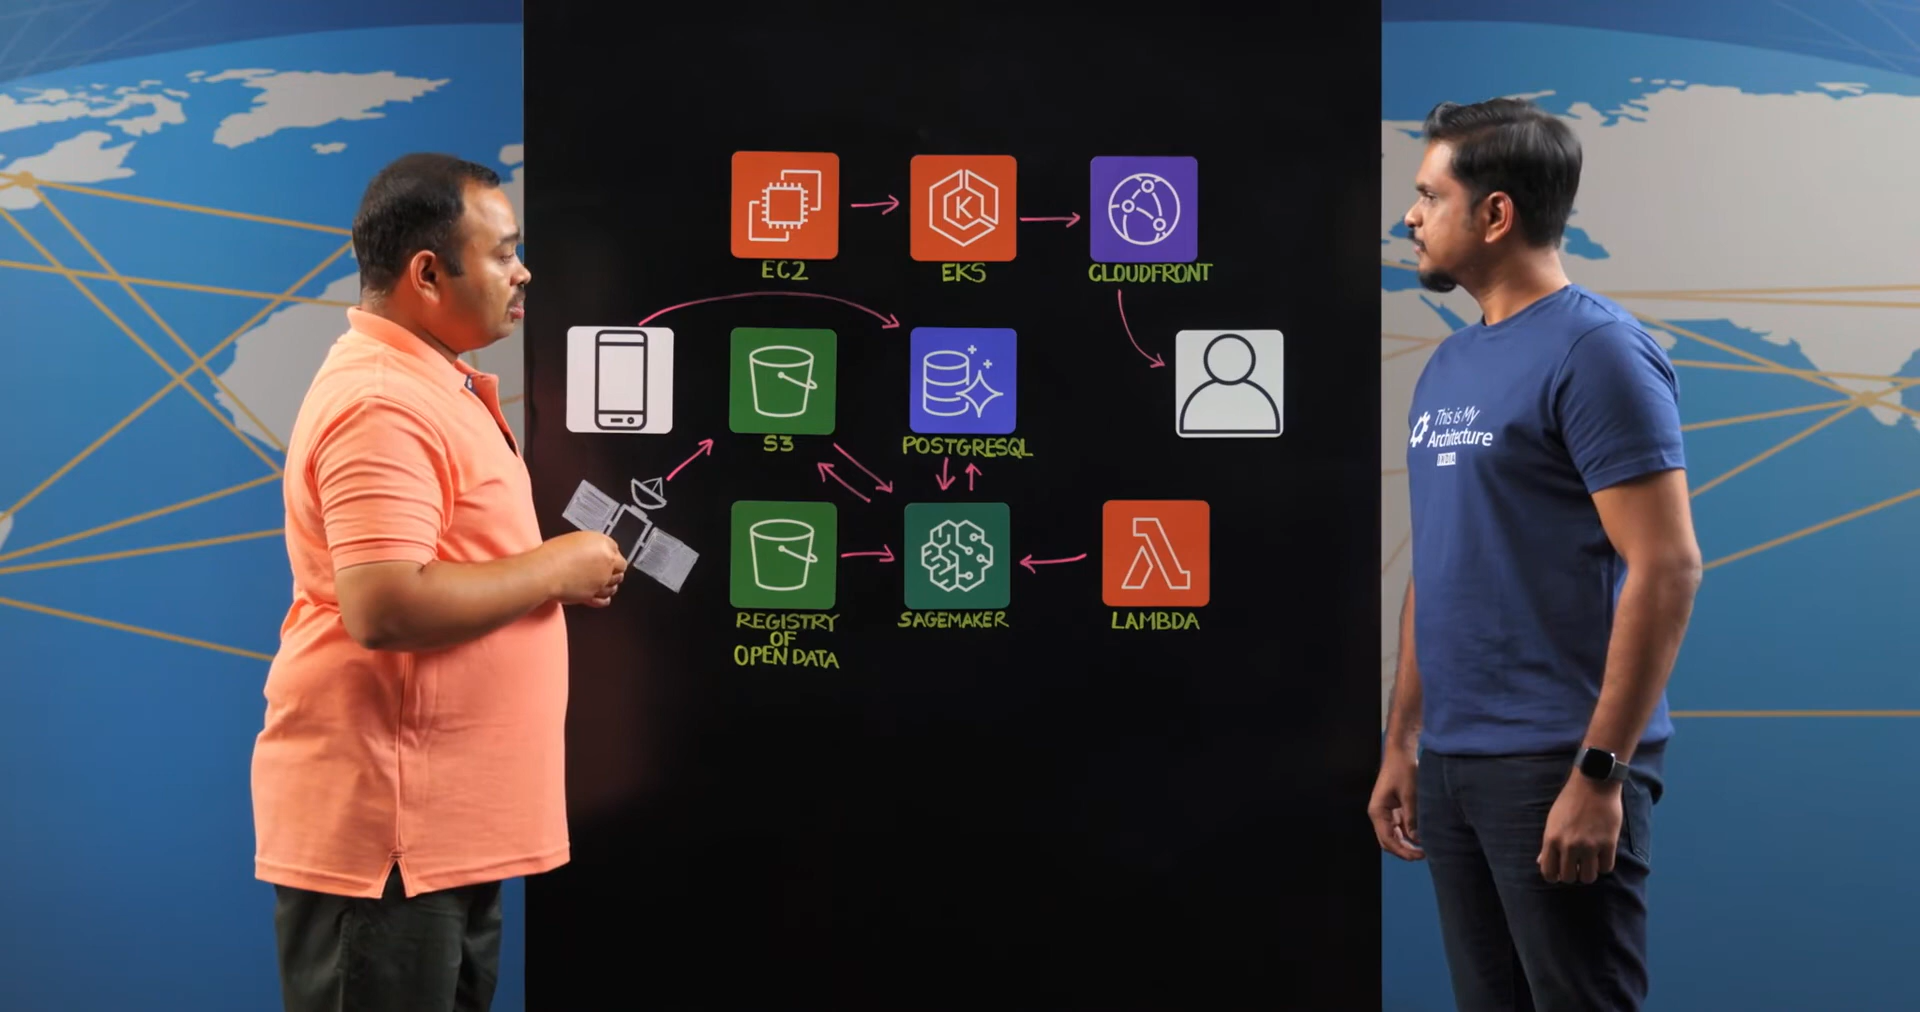 EC2
EKS
CLOUDFRONT
S3
POSTGRESQL
REGISTRY
OF
OPEN DATA
SAGEMAKER
LAMBDA
This is My
Architecture